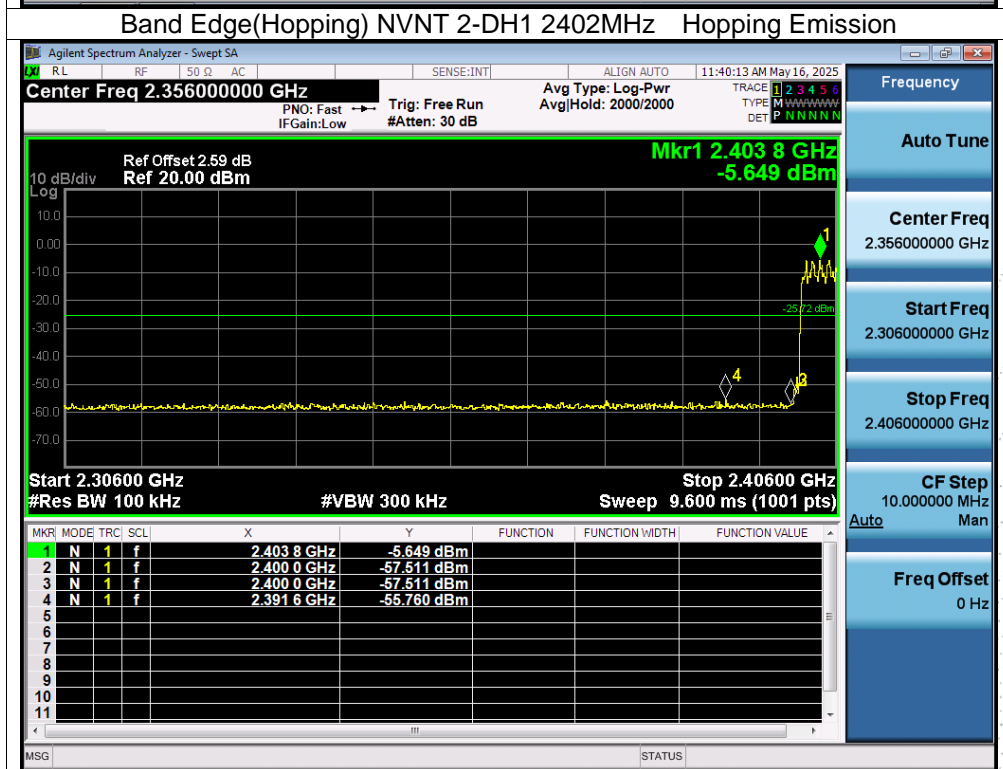 Band Edge(Hopping) NVNT 2-DH1 2402MHz Hopping Emission
Agilent Spectrum Analyzer - Swept SA
LXI RL RF 50 Ω AC SENSE:INT ALIGN AUTO 11:40:13 AM May 16, 2025
Center Freq 2.356000000 GHz
PNO: Fast
IFGain:Low
Trig: Free Run
#Atten: 30 dB
Avg Type: Log-Pwr
Avg|Hold: 2000/2000
TRACE 1 2 3 4 5 6
TYPE M WWWWW
DET P N N N N N
Frequency
Auto Tune
Center Freq
2.356000000 GHz
Start Freq
2.306000000 GHz
Stop Freq
2.406000000 GHz
CF Step
10.000000 MHz
Auto Man
Freq Offset
0 Hz
Mkr1 2.403 8 GHz
-5.649 dBm
Ref Offset 2.59 dB
10 dB/div Ref 20.00 dBm
Log
10.0
0.00
-10.0
-20.0
-30.0
-40.0
-50.0
-60.0
-70.0
1
-25.72 dBm
4
3
Start 2.30600 GHz Stop 2.40600 GHz
#Res BW 100 kHz #VBW 300 kHz Sweep 9.600 ms (1001 pts)
MKR MODE TRC SCL X Y FUNCTION FUNCTION WIDTH FUNCTION VALUE
1 N 1 f 2.403 8 GHz -5.649 dBm
2 N 1 f 2.400 0 GHz -57.511 dBm
3 N 1 f 2.400 0 GHz -57.511 dBm
4 N 1 f 2.391 6 GHz -55.760 dBm
5
6
7
8
9
10
11
MSG STATUS